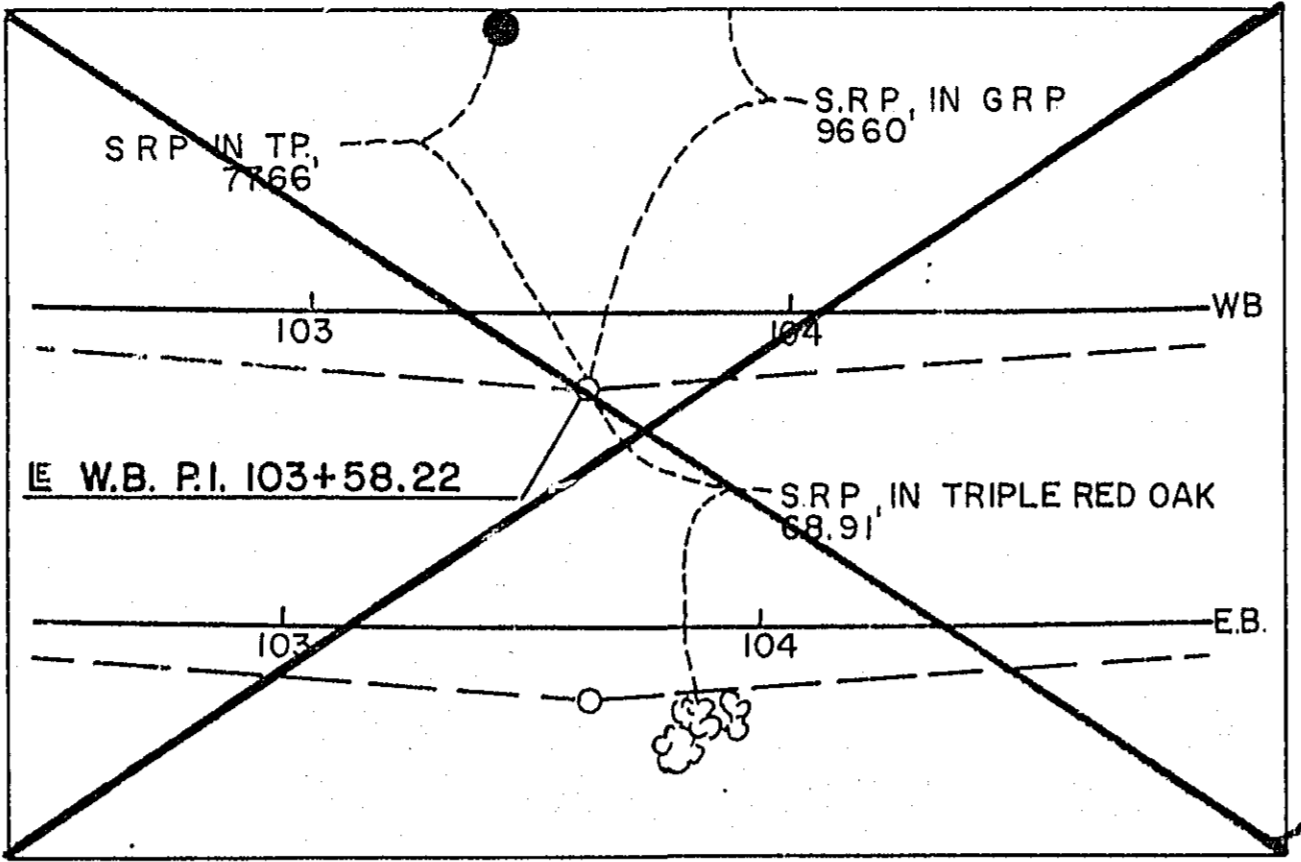 S.R.P. IN GRP
9660'
S R P IN TP.
7766'
WB
103
104
LE W.B. P.I. 103+58.22
S.R.P. IN TRIPLE RED OAK
68.91'
E.B.
103
104